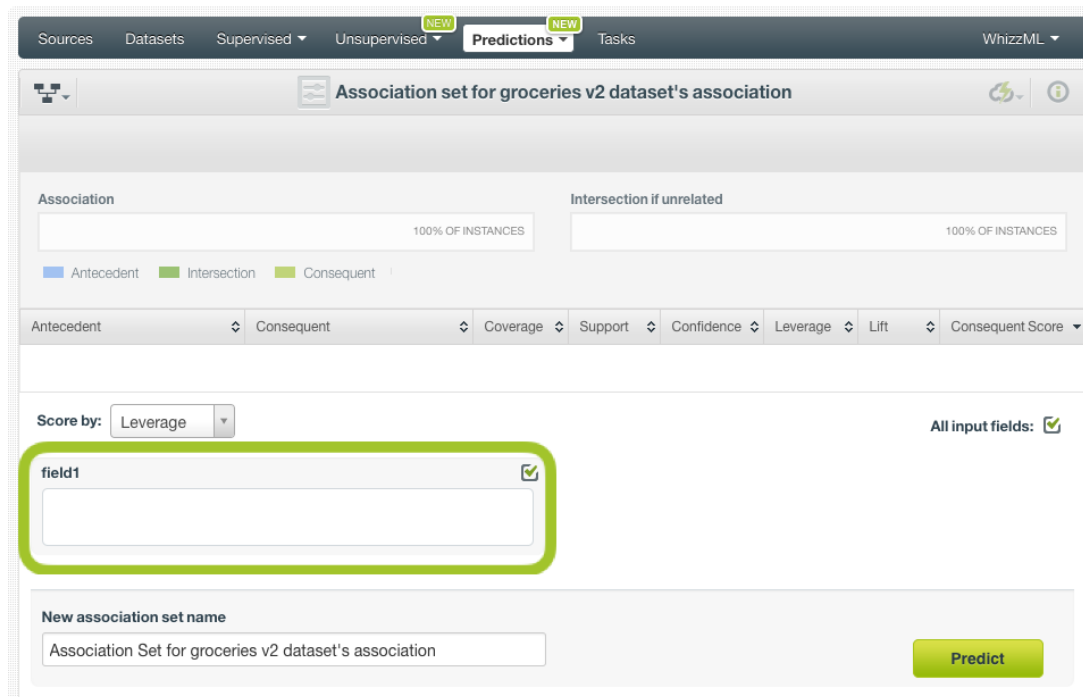 NEW NEW
Sources Datasets Supervised Unsupervised Predictions Tasks WhizzML
Association set for groceries v2 dataset's association
Association Intersection if unrelated
100% OF INSTANCES 100% OF INSTANCES
Antecedent Intersection Consequent
Antecedent Consequent Coverage Support Confidence Leverage Lift Consequent Score
Score by: Leverage All input fields:
field1
New association set name
Association Set for groceries v2 dataset's association
Predict